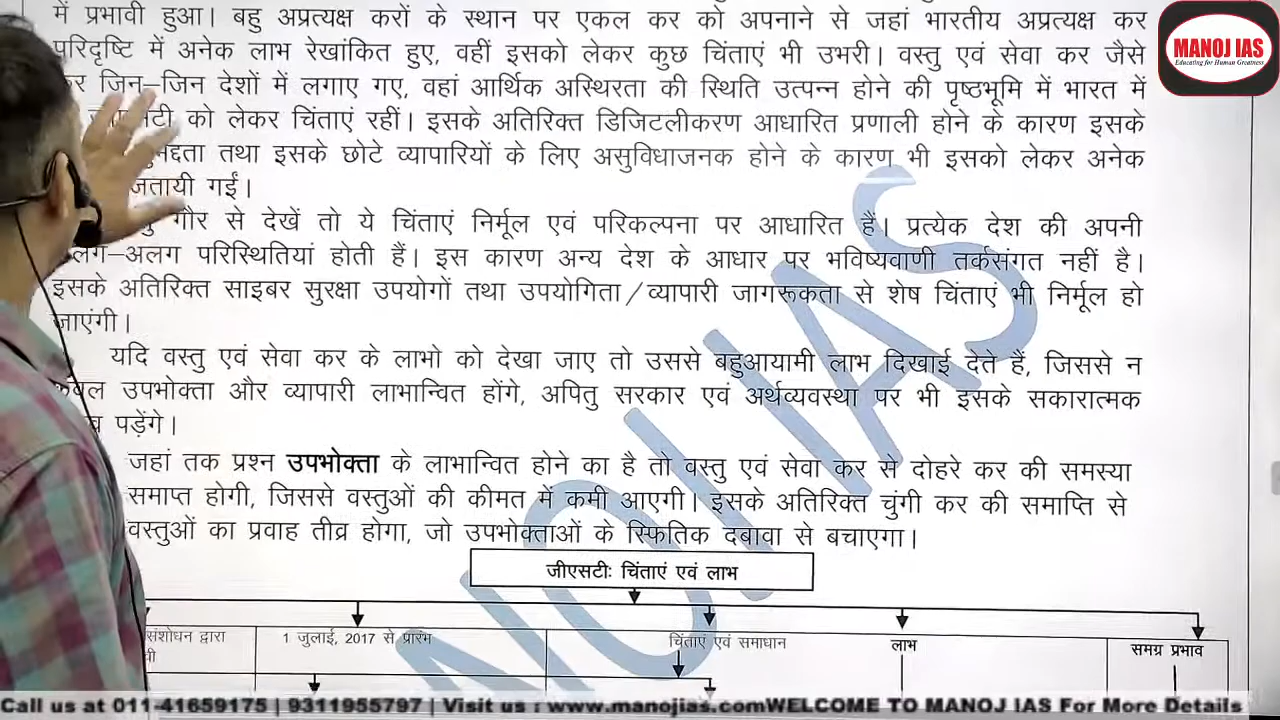 में प्रभावी हुआ। बहु अप्रत्यक्ष करों के स्थान पर एकल कर को अपनाने से जहां भारतीय अप्रत्यक्ष कर
परिदृष्टि में अनेक लाभ रेखांकित हुए, वहीं इसको लेकर कुछ चिंताएं भी उभरी। वस्तु एवं सेवा कर जैसे
जिन–जिन देशों में लगाए गए, वहां आर्थिक अस्थिरता की स्थिति उत्पन्न होने की पृष्ठभूमि में भारत में
को लेकर चिंताएं रहीं। इसके अतिरिक्त डिजिटलीकरण आधारित प्रणाली होने के कारण इसके
तथा इसके छोटे व्यापारियों के लिए असुविधाजनक होने के कारण भी इसको लेकर अनेक
जतायी गईं।
गौर से देखें तो ये चिंताएं निर्मूल एवं परिकल्पना पर आधारित हैं। प्रत्येक देश की अपनी
अलग–अलग परिस्थितियां होती हैं। इस कारण अन्य देश के आधार पर भविष्यवाणी तर्कसंगत नहीं है।
इसके अतिरिक्त साइबर सुरक्षा उपयोगों तथा उपयोगिता/व्यापारी जागरूकता से शेष चिंताएं भी निर्मूल हो
जाएंगी।
यदि वस्तु एवं सेवा कर के लाभो को देखा जाए तो उससे बहुआयामी लाभ दिखाई देते हैं, जिससे न
केवल उपभोक्ता और व्यापारी लाभान्वित होंगे, अपितु सरकार एवं अर्थव्यवस्था पर भी इसके सकारात्मक
पड़ेंगे।
जहां तक प्रश्न उपभोक्ता के लाभान्वित होने का है तो वस्तु एवं सेवा कर से दोहरे कर की समस्या
समाप्त होगी, जिससे वस्तुओं की कीमत में कमी आएगी। इसके अतिरिक्त चुंगी कर की समाप्ति से
वस्तुओं का प्रवाह तीव्र होगा, जो उपभोक्ताओं के स्फितिक दबावा से बचाएगा।
जीएसटीः चिंताएं एवं लाभ
संशोधन द्वारा
1 जुलाई, 2017 से प्रारंभ
चिंताएं एवं समाधान
लाभ
समग्र प्रभाव
MANOJ IAS
Educating for Human Greatness
NOJ IAS
Call us at 011-41659175 | 9311955797 | Visit us : www.manojias.comWELCOME TO MANOJ IAS For More Details